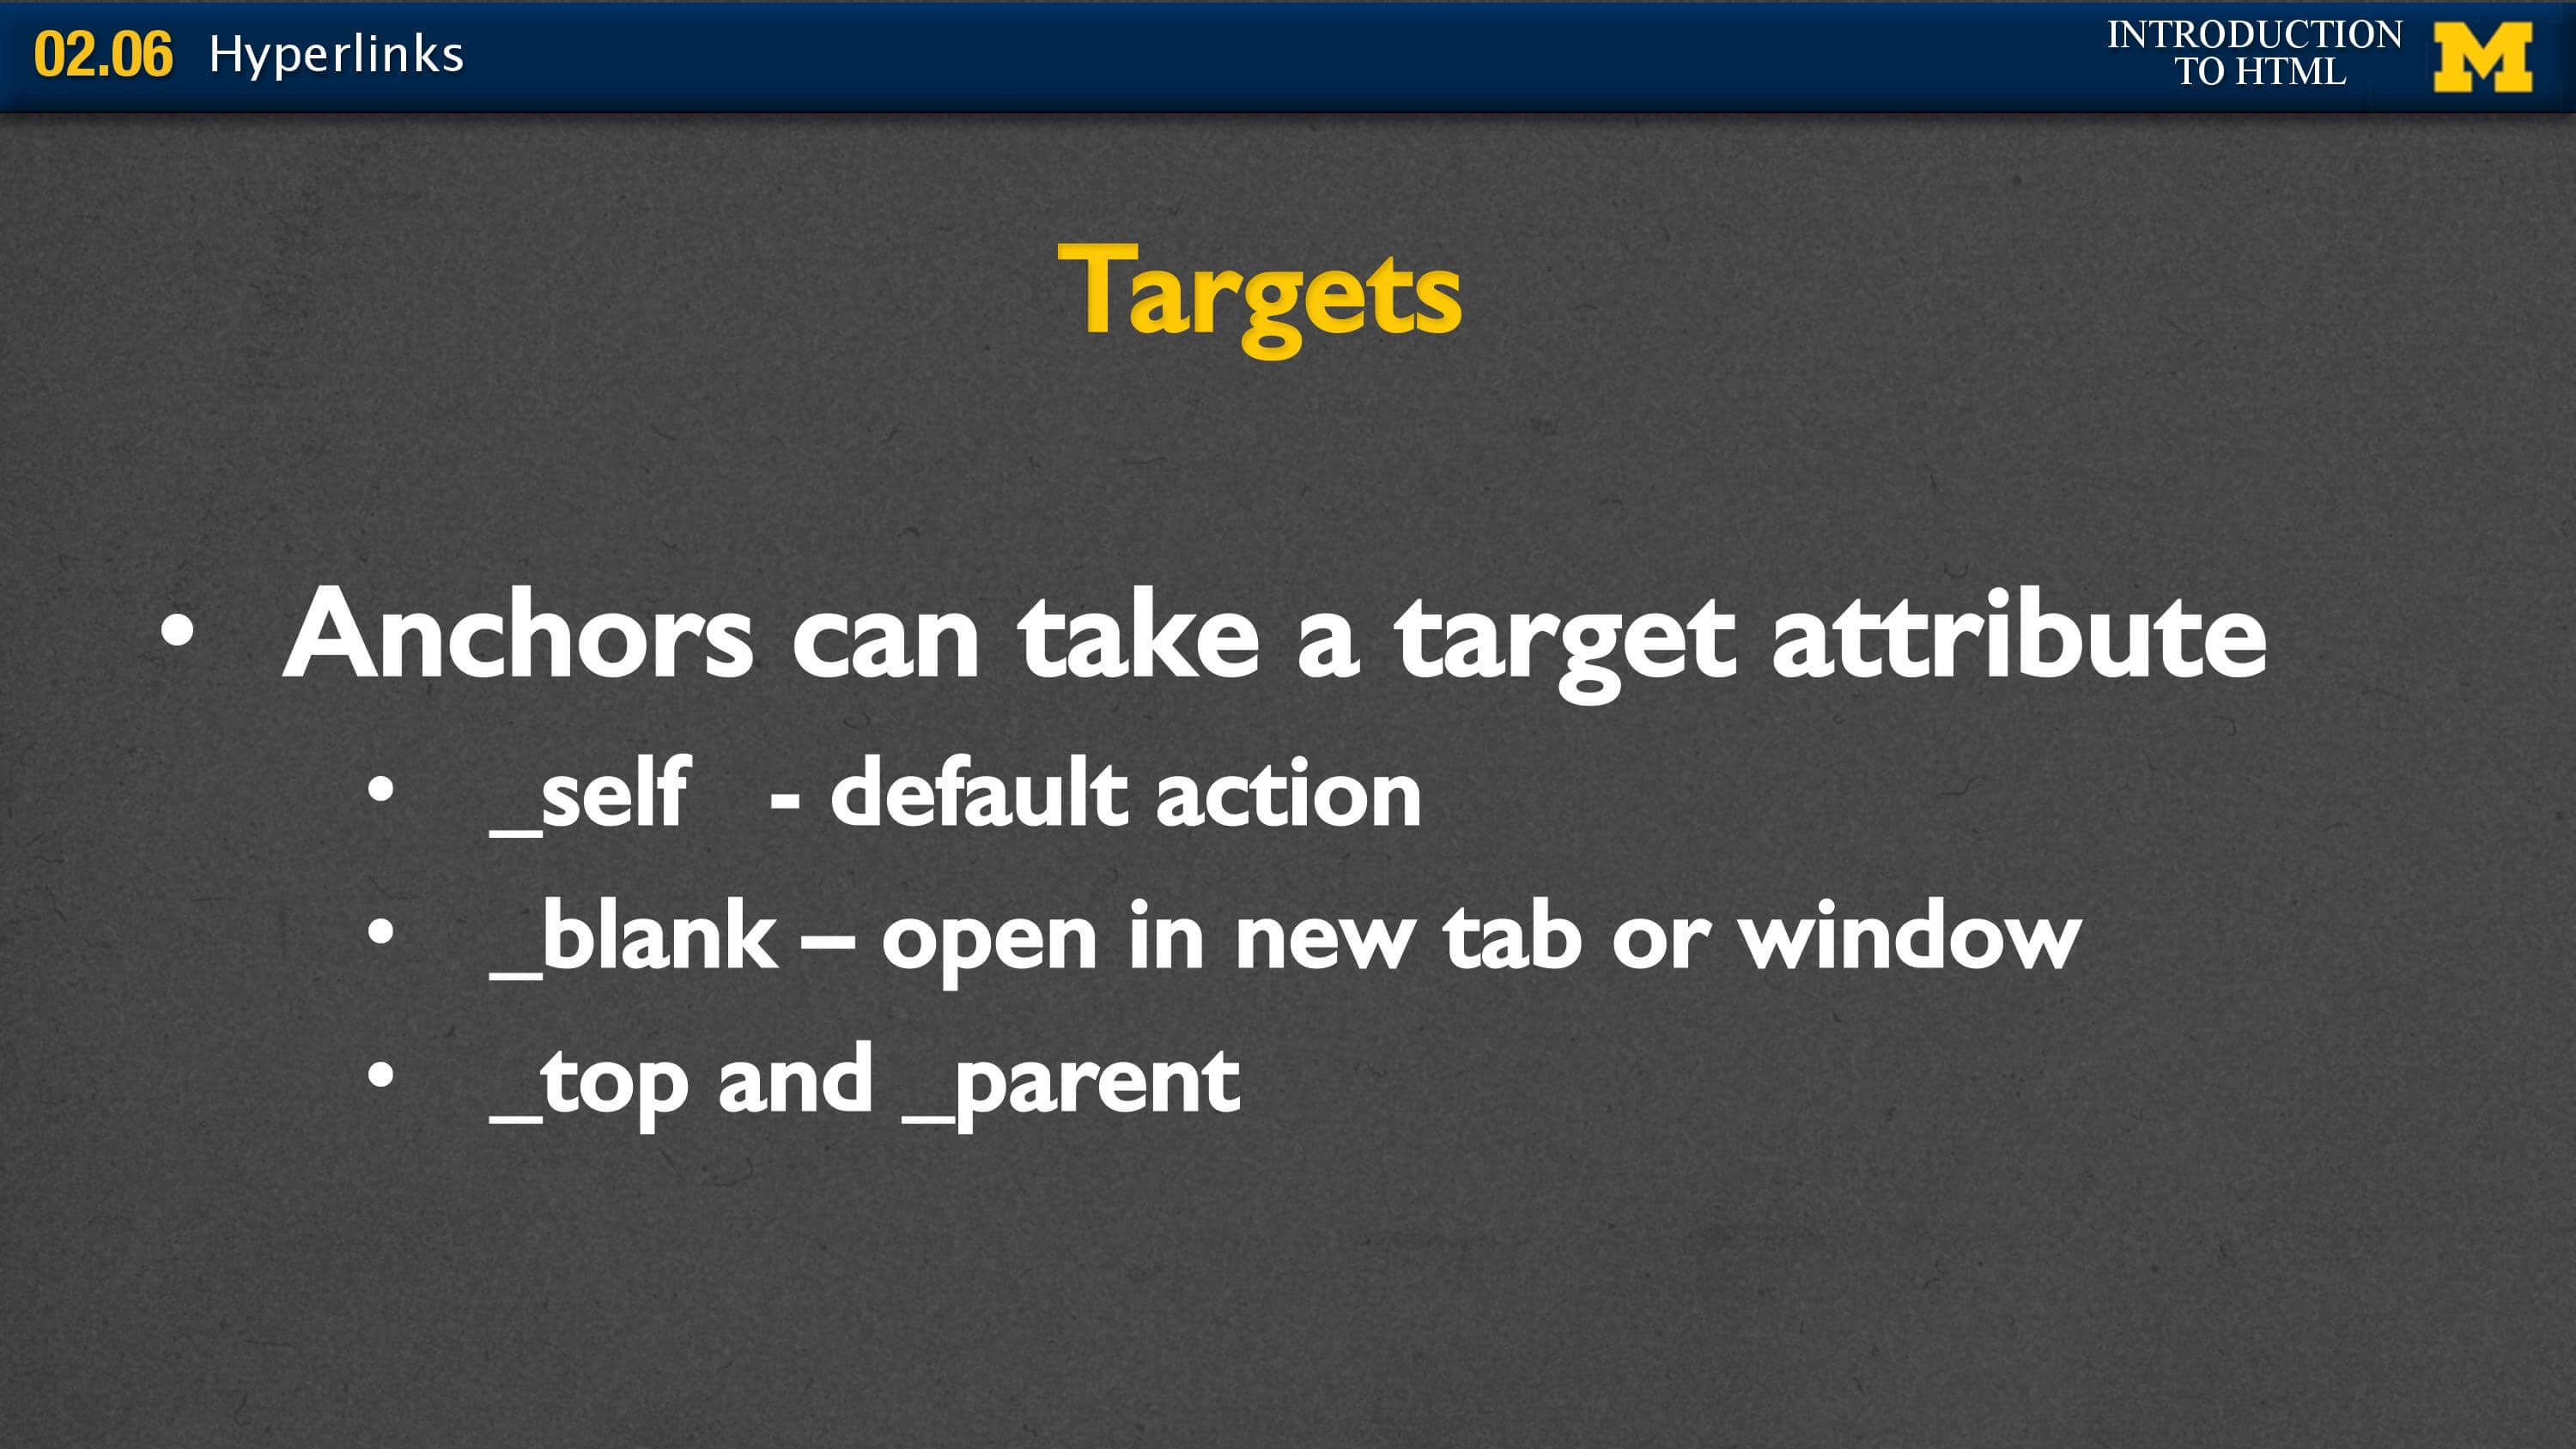 02.06 Hyperlinks
INTRODUCTION
TO HTML
M
Targets
• Anchors can take a target attribute
• _self - default action
• _blank – open in new tab or window
• _top and _parent